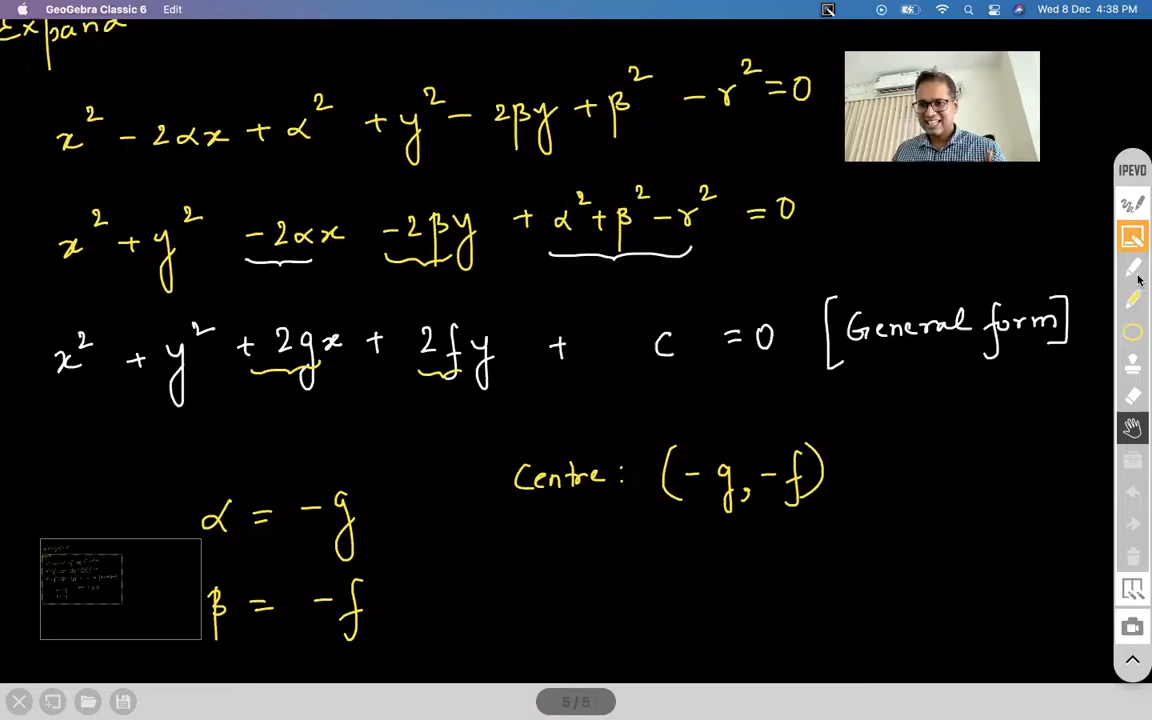 GeoGebra Classic 6 Edit Wed 8 Dec 4:38 PM
Expand
x² - 2αx + α² + y² - 2βy + β² - r² = 0
x² + y² - 2αx - 2βy + α² + β² - r² = 0
x² + y² + 2gx + 2fy + c = 0 [General form]
Centre : (-g, -f)
α = -g
β = -f
IPEVO
5 / 5